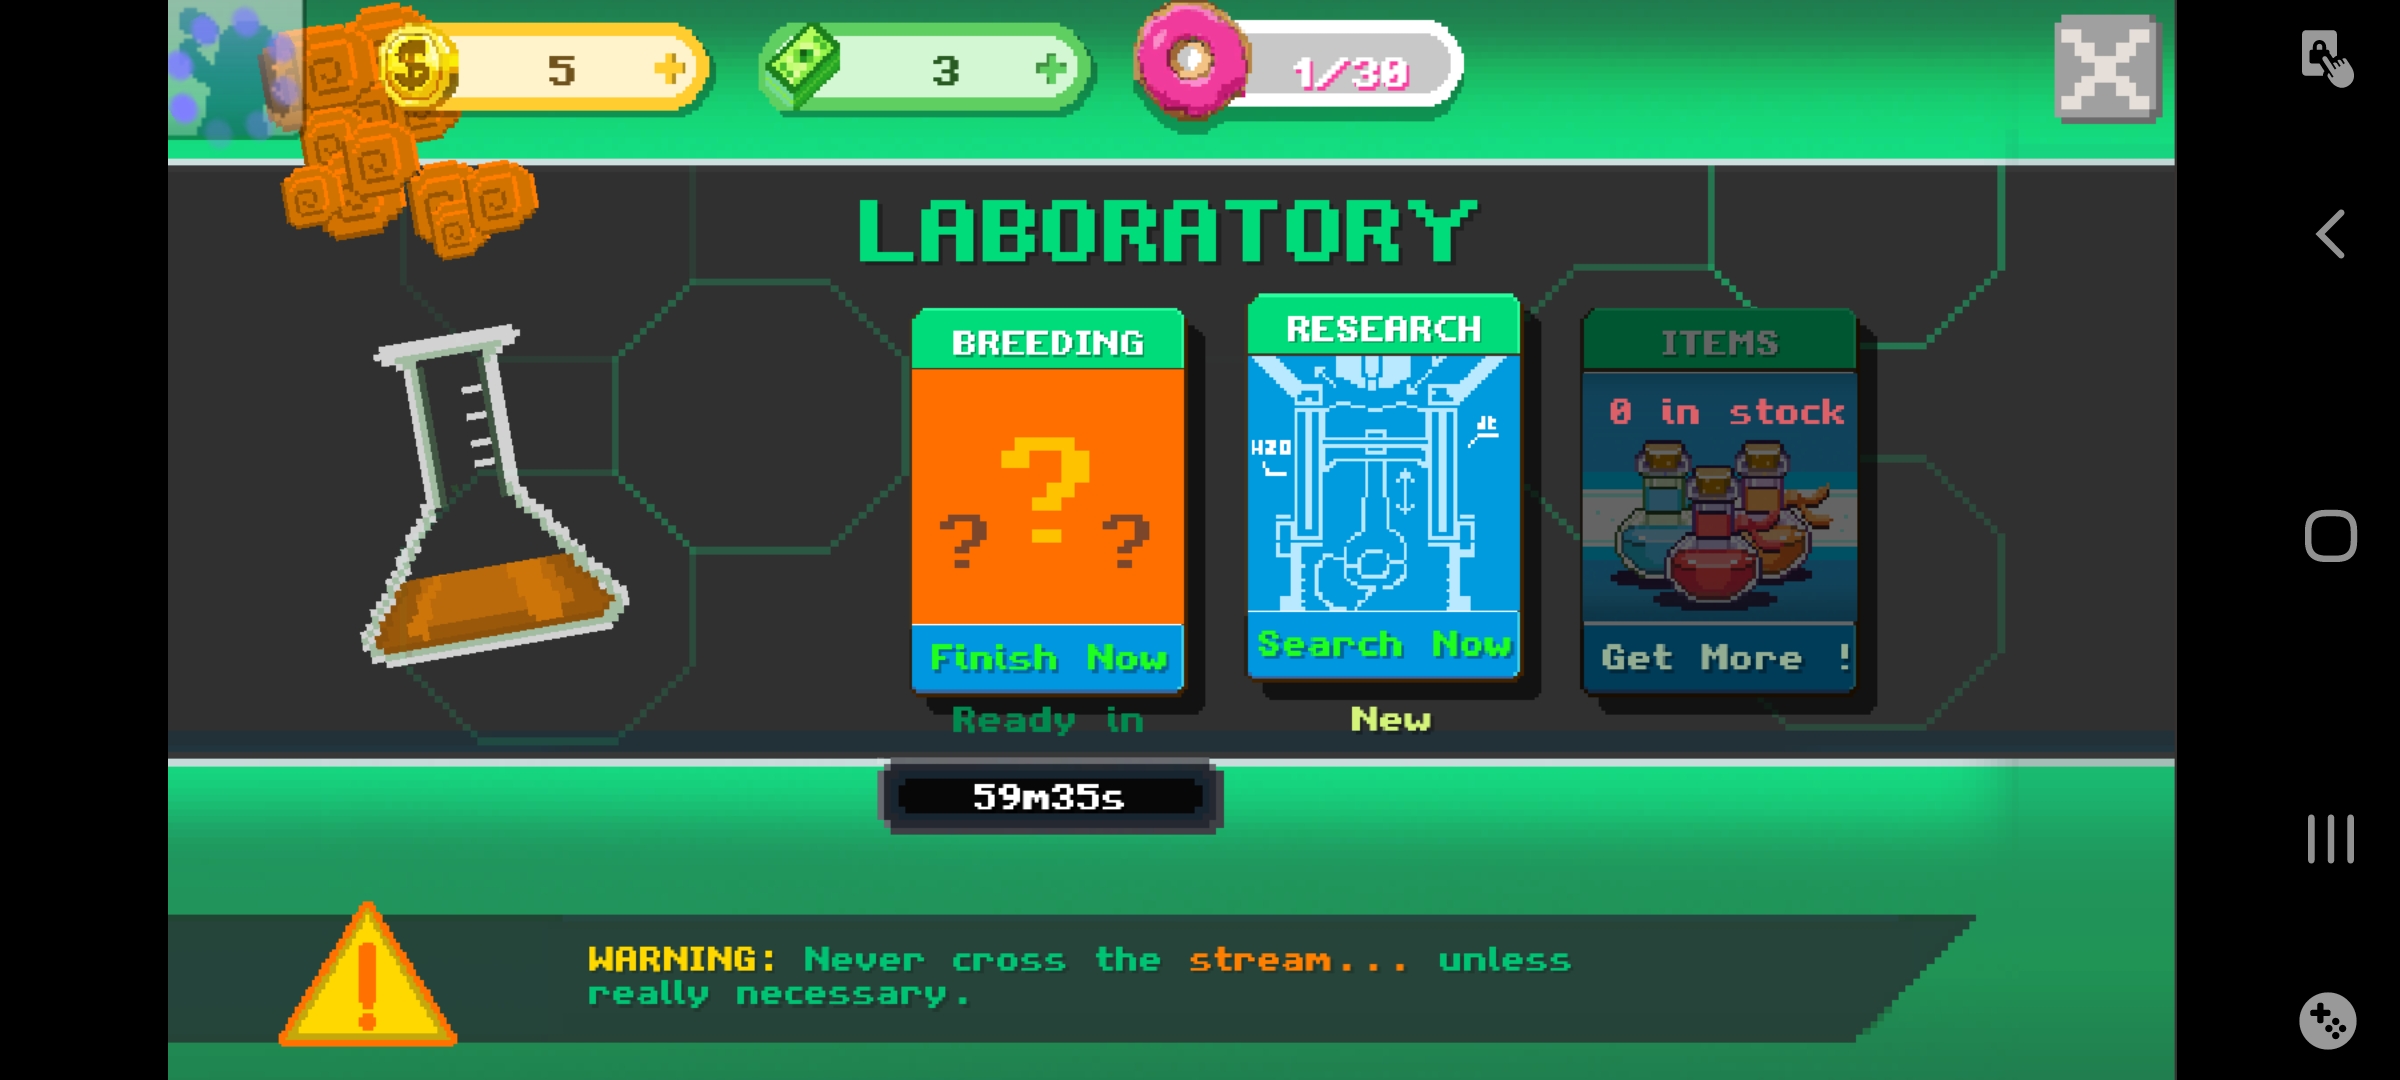 5 +
3 +
1/30
LABORATORY
BREEDING
RESEARCH
ITEMS
0 in stock
H2O
dt
? ? ?
Finish Now
Search Now
Get More !
Ready in
New
59m35s
WARNING: Never cross the stream... unless
really necessary.